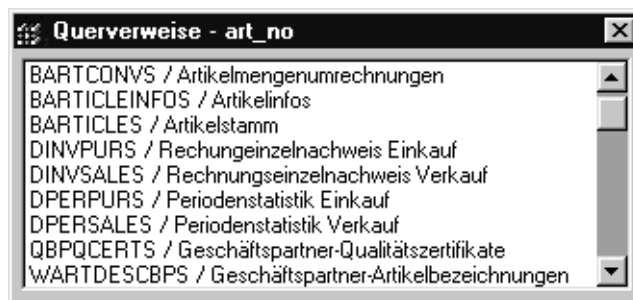 Querverweise - art_no
BARTCONVS / Artikelmengenumrechnungen
BARTICLEINFOS / Artikelinfos
BARTICLES / Artikelstamm
DINVPURS / Rechungeinzelnachweis Einkauf
DINVSALES / Rechnungseinzelnachweis Verkauf
DPERPURS / Periodenstatistik Einkauf
DPERSALES / Periodenstatistik Verkauf
QBPQCERTS / Geschäftspartner-Qualitätszertifikate
WARTDESCBPS / Geschäftspartner-Artikelbezeichnungen